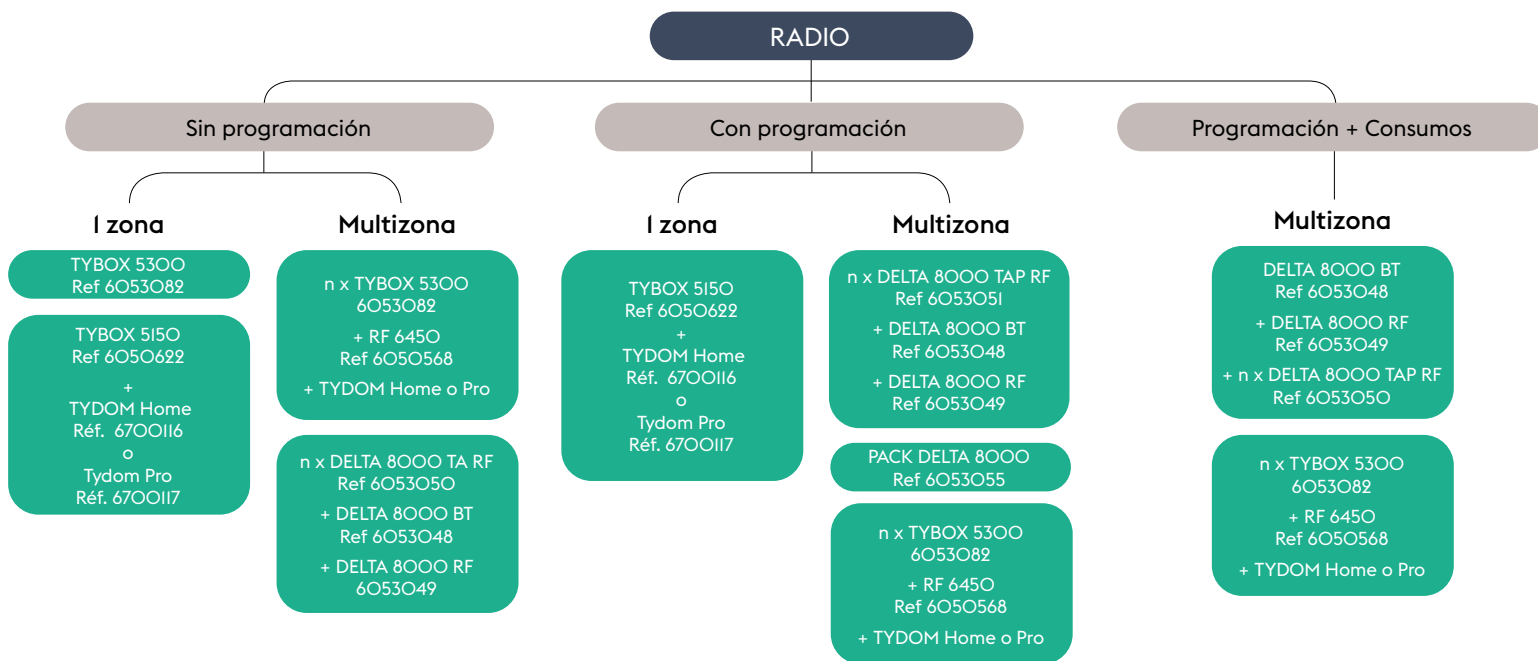 RADIO
Sin programación
1 zona
TYBOX 5300
Ref 6053082
TYBOX 5150
Ref 6050622
+
TYDOM Home
Réf. 6700116
o
Tydom Pro
Réf. 6700117
Multizona
n x TYBOX 5300
6053082
+ RF 6450
Ref 6050568
+ TYDOM Home o Pro
n x DELTA 8000 TA RF
Ref 6053050
+ DELTA 8000 BT
Ref 6053048
+ DELTA 8000 RF
6053049
Con programación
1 zona
TYBOX 5150
Ref 6050622
+
TYDOM Home
Réf. 6700116
o
Tydom Pro
Réf. 6700117
Multizona
n x DELTA 8000 TAP RF
Ref 6053051
+ DELTA 8000 BT
Ref 6053048
+ DELTA 8000 RF
Ref 6053049
PACK DELTA 8000
Ref 6053055
n x TYBOX 5300
6053082
+ RF 6450
Ref 6050568
+ TYDOM Home o Pro
Programación + Consumos
Multizona
DELTA 8000 BT
Ref 6053048
+ DELTA 8000 RF
Ref 6053049
+ n x DELTA 8000 TAP RF
Ref 6053050
n x TYBOX 5300
6053082
+ RF 6450
Ref 6050568
+ TYDOM Home o Pro